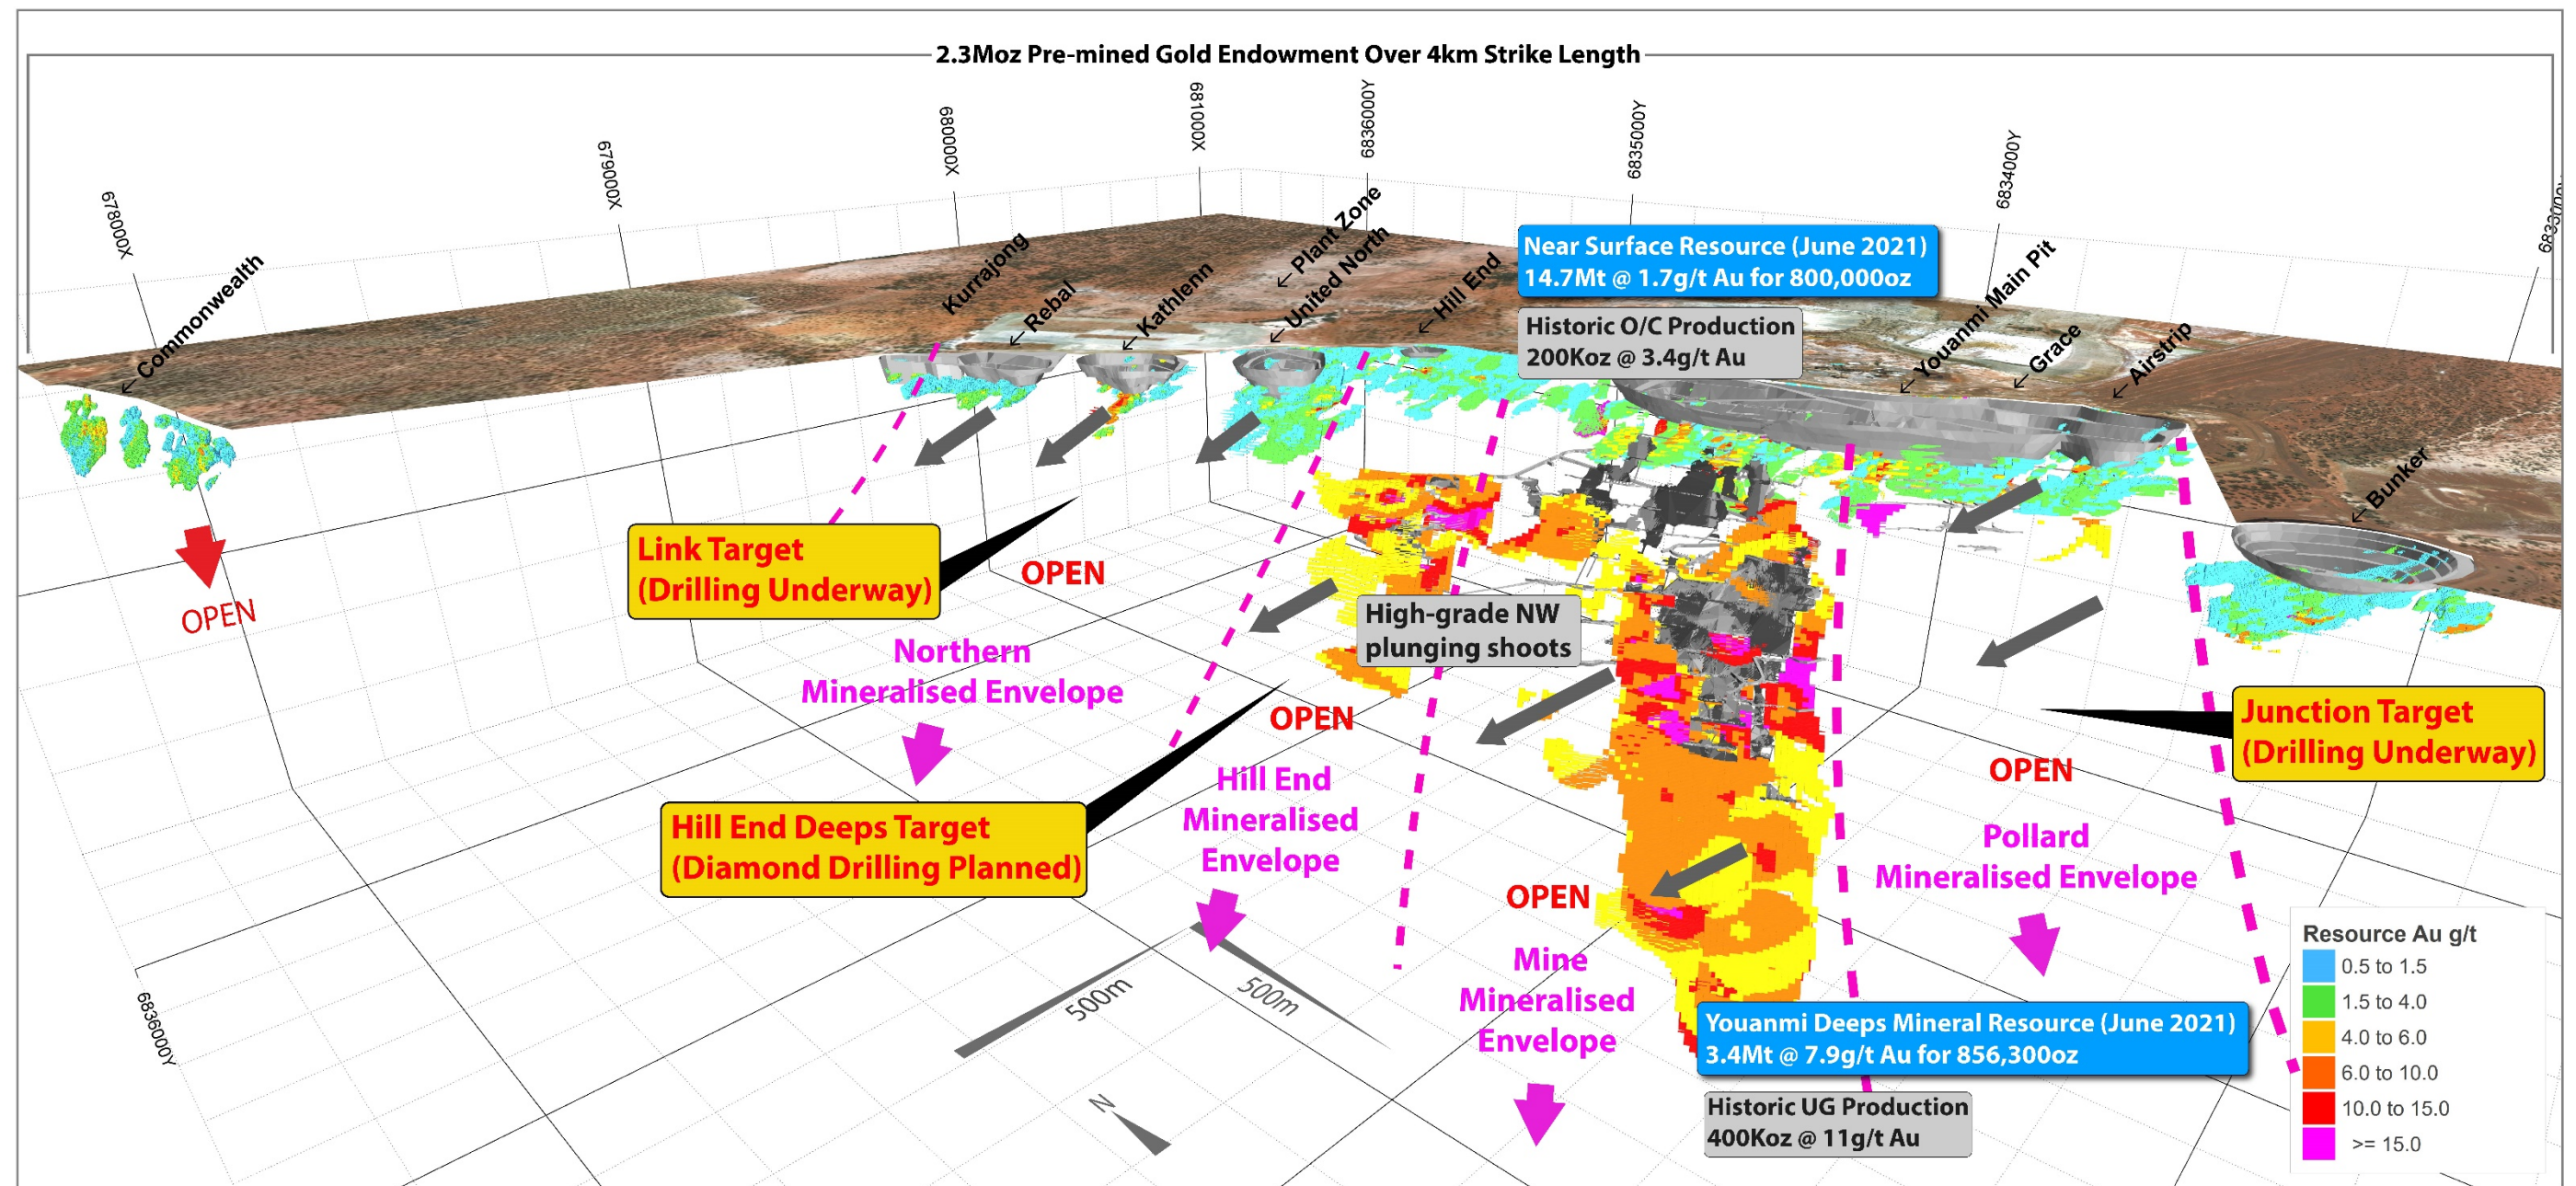 2.3Moz Pre-mined Gold Endowment Over 4km Strike Length
678000X
679000X
680000X
681000X
6836000Y
6835000Y
6834000Y
Commonwealth
Kurrajong
Rebal
Kathlenn
Plant Zone
United North
Hill End
Near Surface Resource (June 2021)
14.7Mt @ 1.7g/t Au for 800,000oz
Historic O/C Production
200Koz @ 3.4g/t Au
Youanmi Main Pit
Grace
Airstrip
Bunker
Link Target
(Drilling Underway)
OPEN
OPEN
High-grade NW
plunging shoots
Northern
Mineralised Envelope
OPEN
Junction Target
(Drilling Underway)
OPEN
Hill End
Mineralised
Envelope
Hill End Deeps Target
(Diamond Drilling Planned)
Pollard
Mineralised Envelope
OPEN
Mine
Mineralised
Envelope
500m
500m
N
6836000Y
Youanmi Deeps Mineral Resource (June 2021)
3.4Mt @ 7.9g/t Au for 856,300oz
Historic UG Production
400Koz @ 11g/t Au
Resource Au g/t
0.5 to 1.5
1.5 to 4.0
4.0 to 6.0
6.0 to 10.0
10.0 to 15.0
>= 15.0